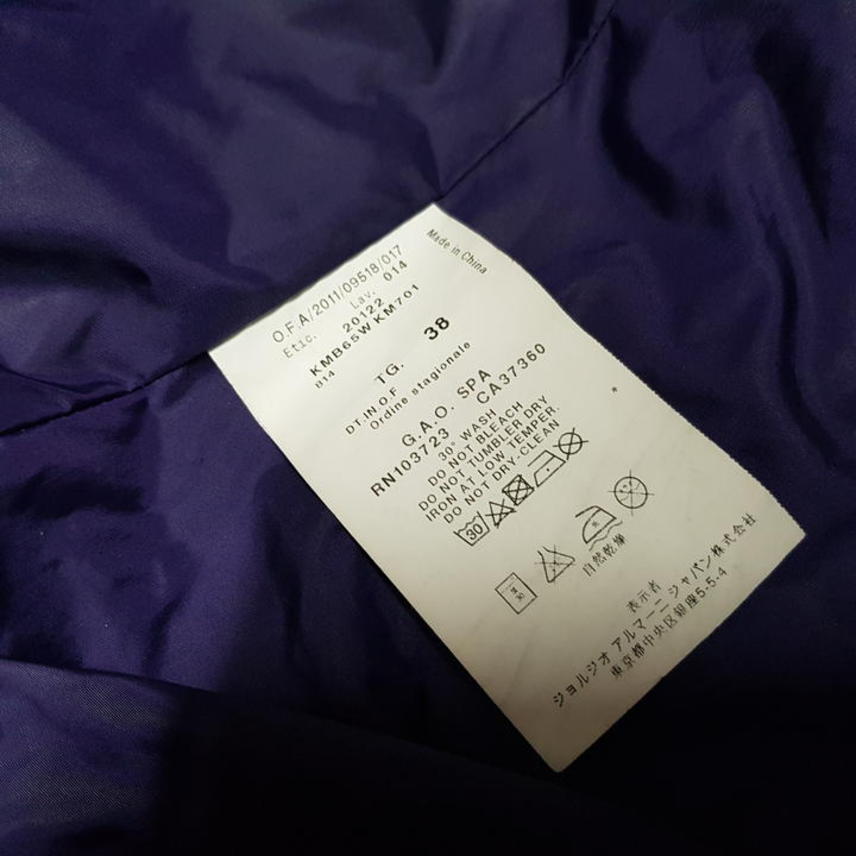 Made in China
O.F.A/2011/09518/017
Etic. Lav.
20122 014
KMB65WKM701
814
TG. 38
DT.IN.O.F
Ordine stagionale
G.A.O. SPA
RN103723 CA37360
30° WASH
DO NOT BLEACH
DO NOT TUMBLER DRY
IRON AT LOW TEMPER.
DO NOT DRY-CLEAN
30
自然乾燥
表示者
ジョルジオ アルマーニ ジャパン株式会社
東京都中央区銀座5-5-4